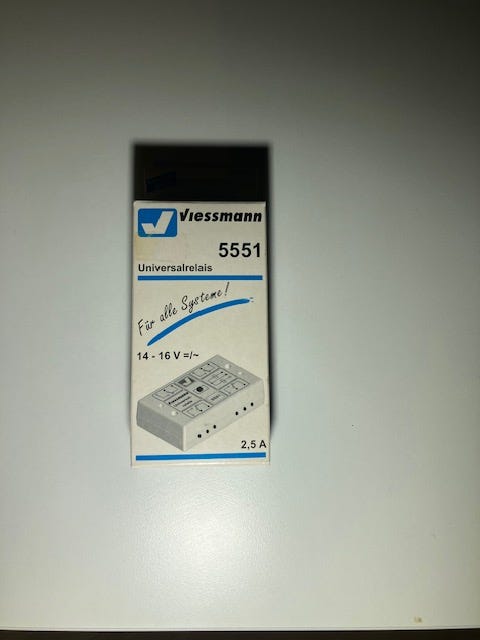 Viessmann
5551
Universalrelais
Für alle Systeme!
14 - 16 V =/~
2,5 A